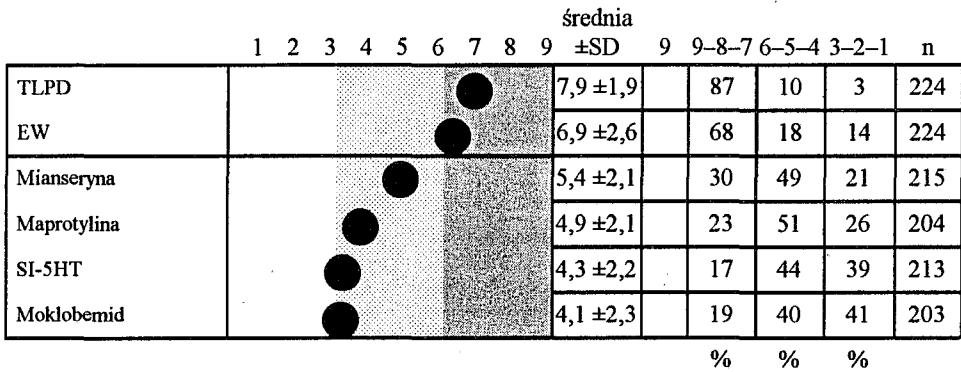 średnia
1 2 3 4 5 6 7 8 9 ±SD 9 9–8–7 6–5–4 3–2–1 n
TLPD 7,9 ±1,9 87 10 3 224
EW 6,9 ±2,6 68 18 14 224
Mianseryna 5,4 ±2,1 30 49 21 215
Maprotylina 4,9 ±2,1 23 51 26 204
SI-5HT 4,3 ±2,2 17 44 39 213
Moklobemid 4,1 ±2,3 19 40 41 203
% % %